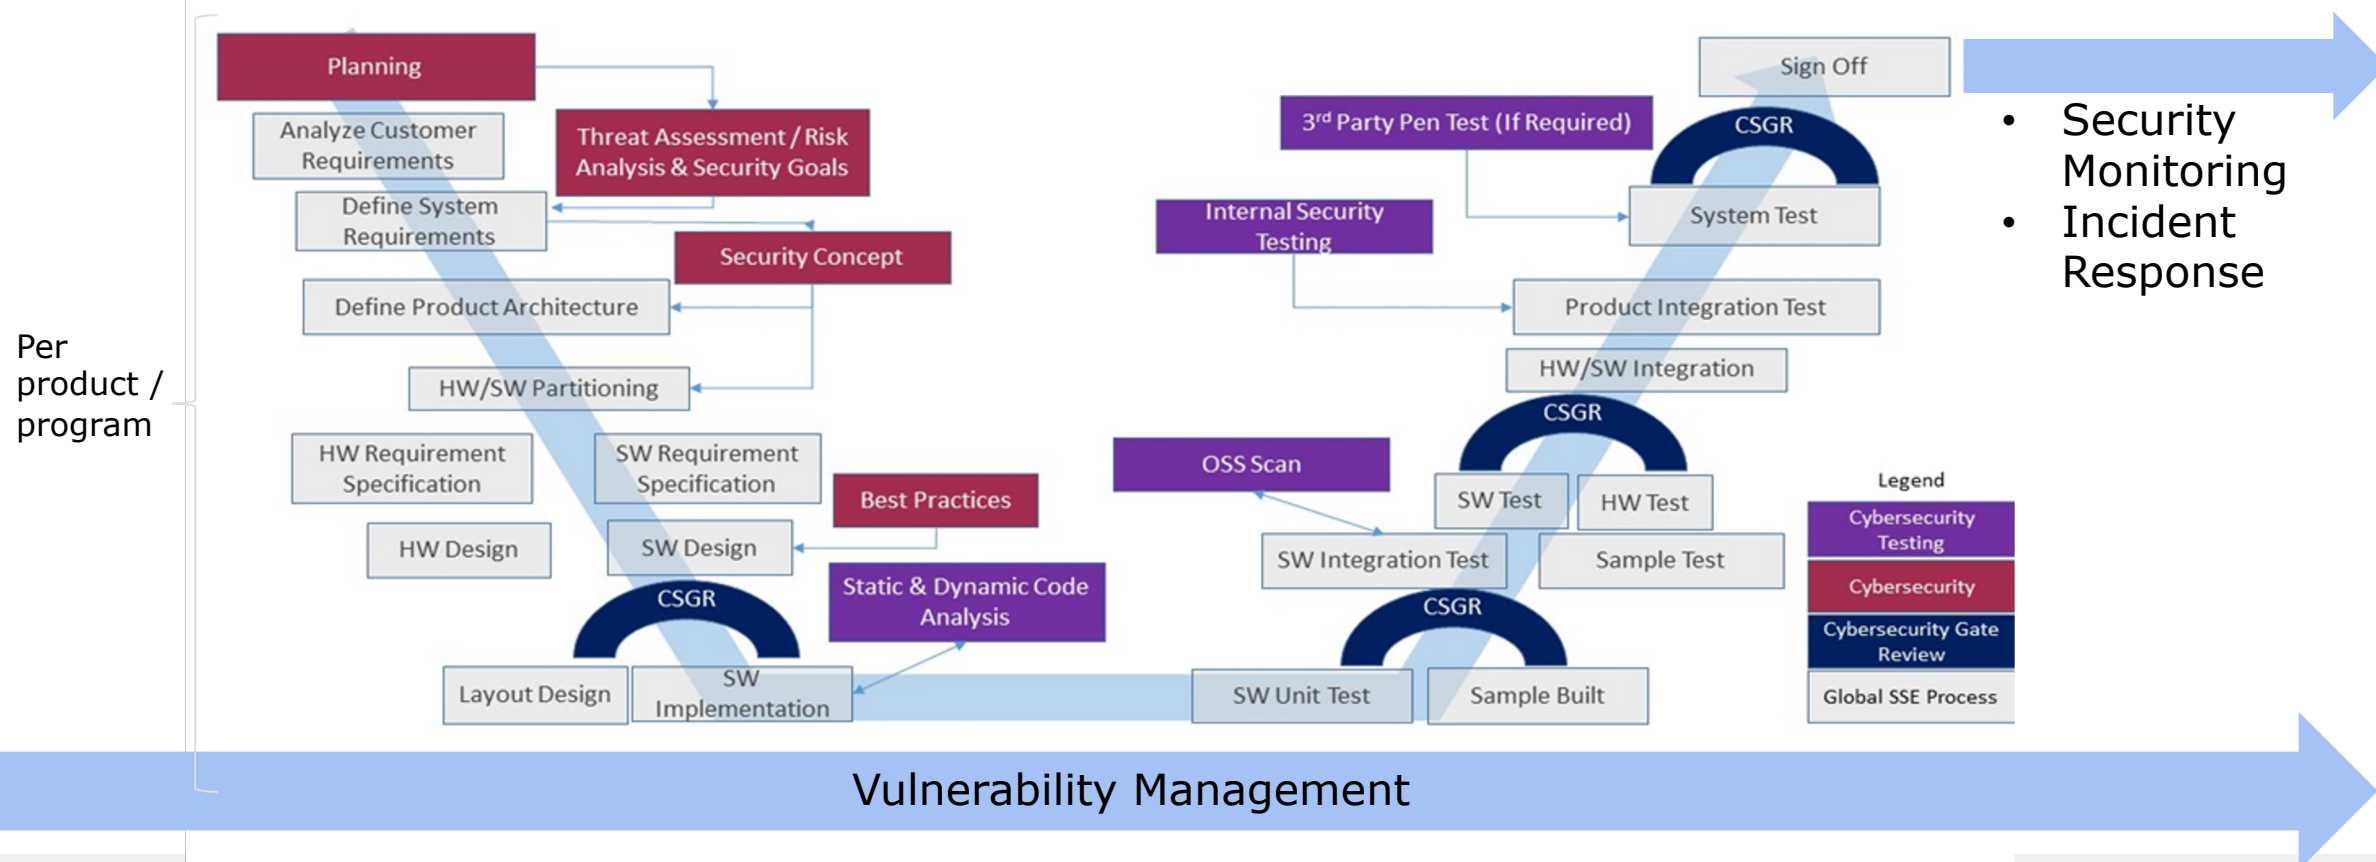 Per
product /
program
Planning
Analyze Customer
Requirements
Threat Assessment / Risk
Analysis & Security Goals
Define System
Requirements
Security Concept
Define Product Architecture
HW/SW Partitioning
HW Requirement
Specification
SW Requirement
Specification
Best Practices
HW Design
SW Design
CSGR
Static & Dynamic Code
Analysis
Layout Design
SW
Implementation
Sign Off
3rd Party Pen Test (If Required)
CSGR
Internal Security
Testing
System Test
Product Integration Test
HW/SW Integration
CSGR
OSS Scan
SW Test
HW Test
SW Integration Test
Sample Test
CSGR
SW Unit Test
Sample Built
• Security
Monitoring
• Incident
Response
Legend
Cybersecurity
Testing
Cybersecurity
Cybersecurity Gate
Review
Global SSE Process
Vulnerability Management